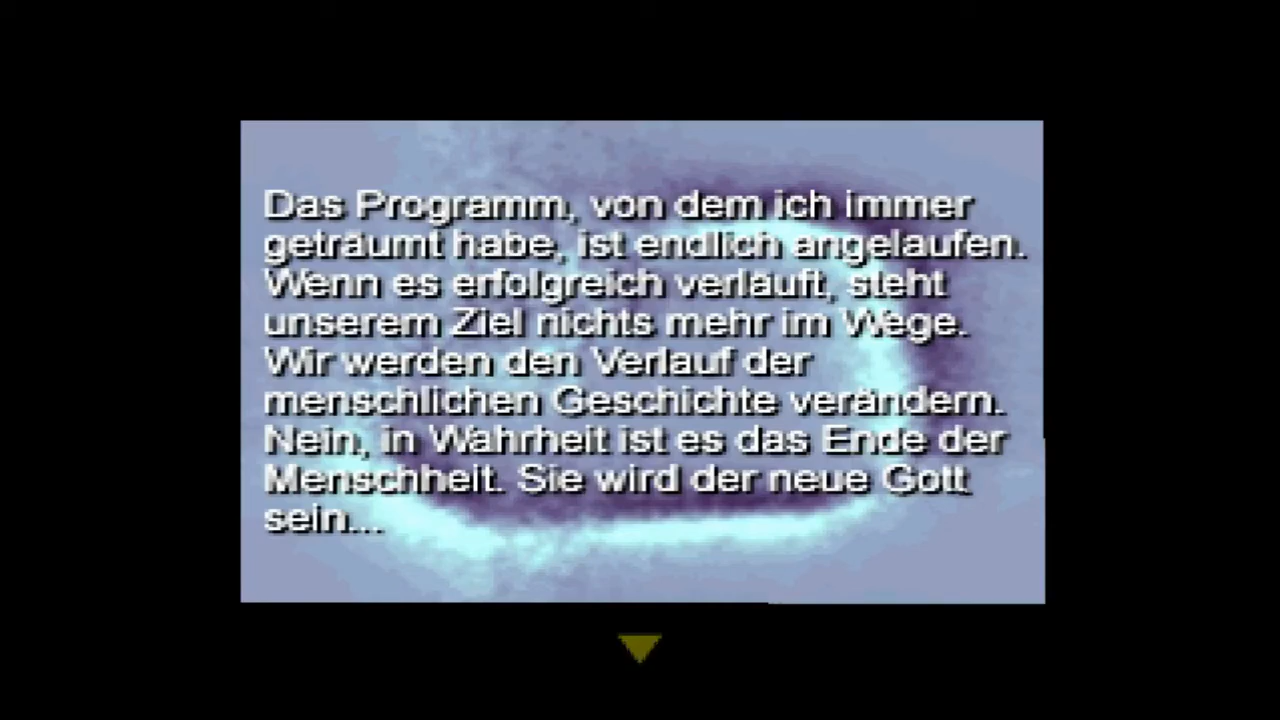 Das Programm, von dem ich immer
geträumt habe, ist endlich angelaufen.
Wenn es erfolgreich verläuft, steht
unserem Ziel nichts mehr im Wege.
Wir werden den Verlauf der
menschlichen Geschichte verändern.
Nein, in Wahrheit ist es das Ende der
Menschheit. Sie wird der neue Gott
sein...